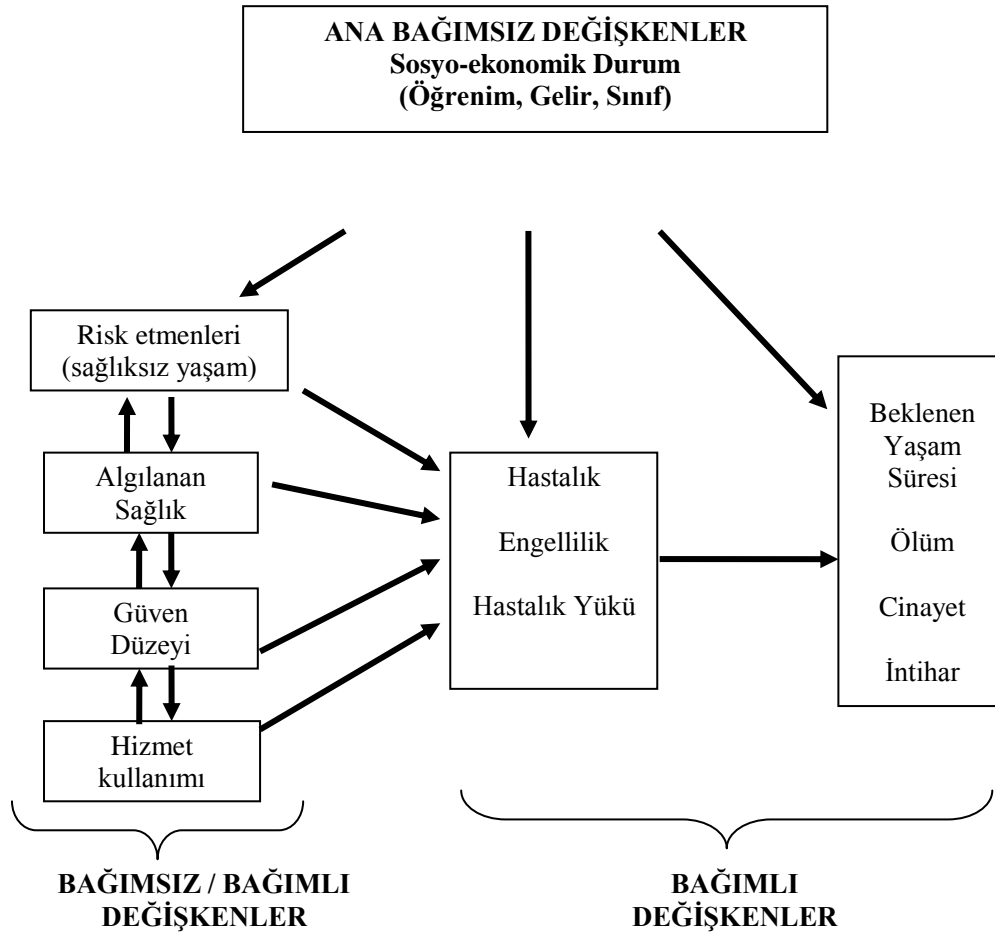 ANA BAĞIMSIZ DEĞİŞKENLER
Sosyo-ekonomik Durum
(Öğrenim, Gelir, Sınıf)
Risk etmenleri
(sağlıksız yaşam)
Algılanan
Sağlık
Güven
Düzeyi
Hizmet
kullanımı
Hastalık
Engellilik
Hastalık Yükü
Beklenen
Yaşam
Süresi
Ölüm
Cinayet
İntihar
BAĞIMSIZ / BAĞIMLI
DEĞİŞKENLER
BAĞIMLI
DEĞİŞKENLER